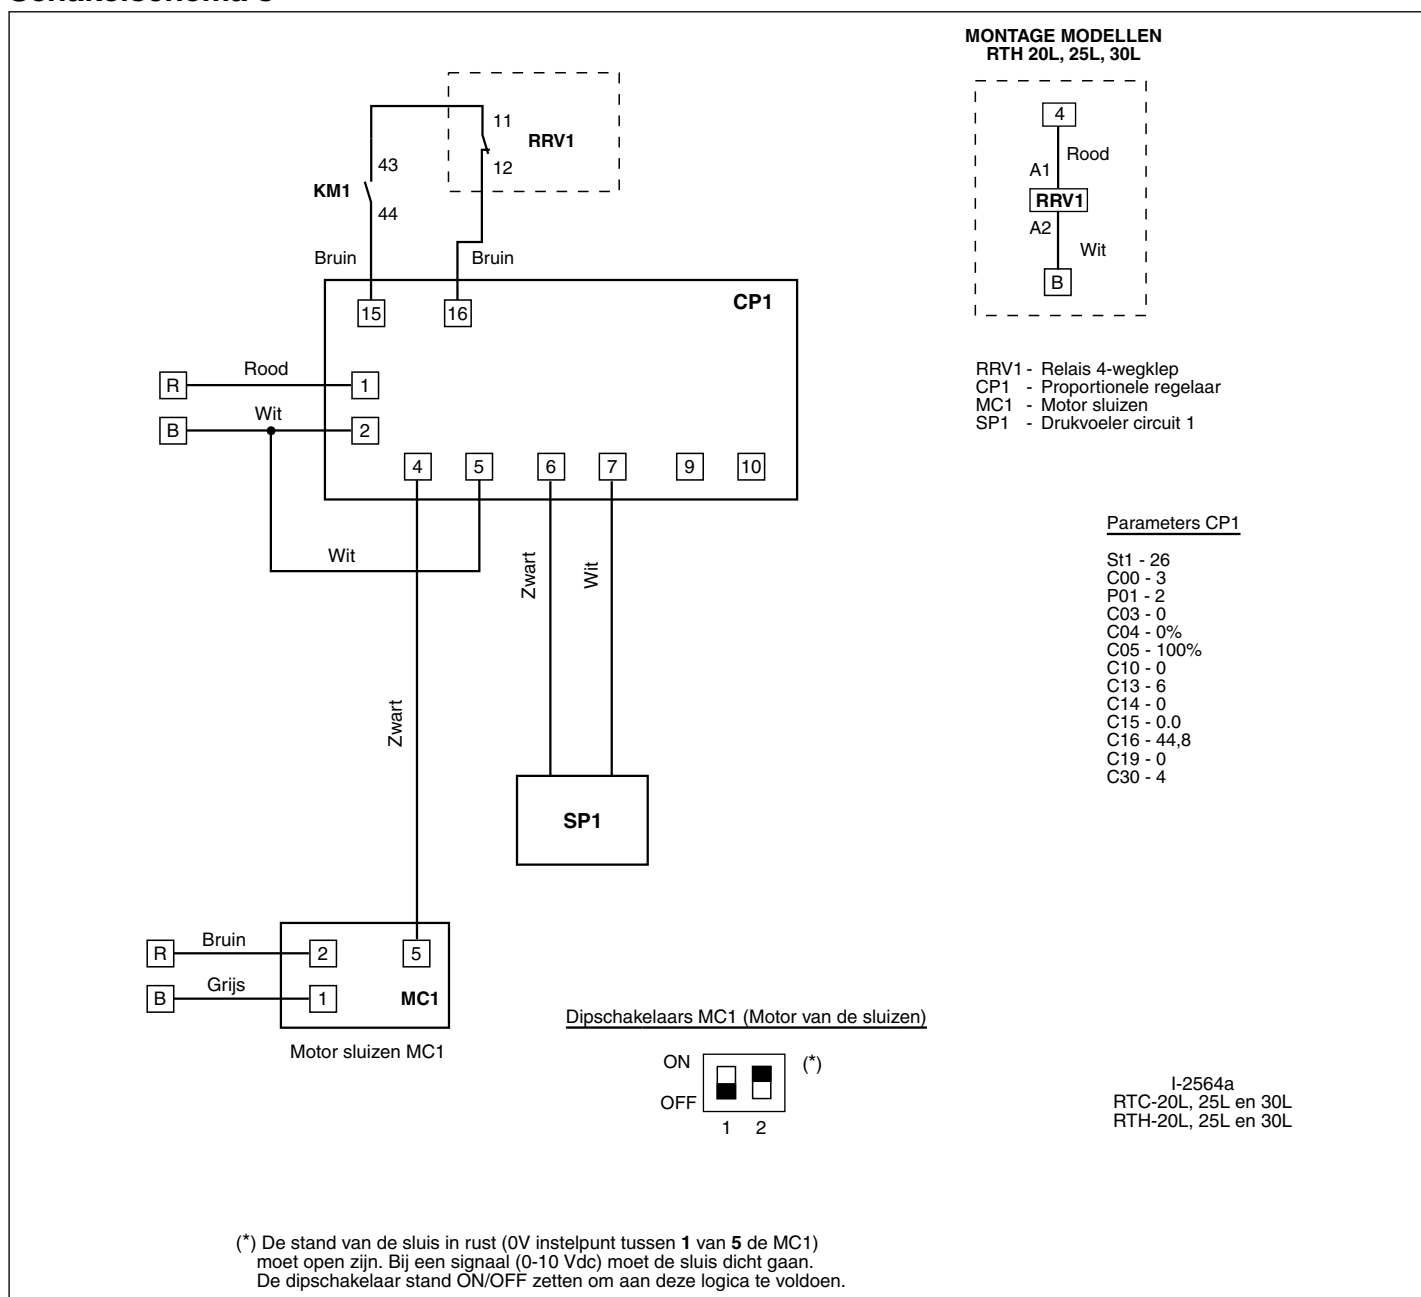 MONTAGE MODELLEN
RTH 20L, 25L, 30L
4
Rood
A1
RRV1
A2
Wit
B
11
RRV1
12
43
KM1
44
Bruin
Bruin
15
16
CP1
R
Rood
1
B
Wit
2
4
5
6
7
9
10
Wit
Zwart
Wit
Zwart
SP1
RRV1 - Relais 4-wegklep
CP1 - Proportionele regelaar
MC1 - Motor sluizen
SP1 - Drukvoeler circuit 1
Parameters CP1
St1 - 26
C00 - 3
P01 - 2
C03 - 0
C04 - 0%
C05 - 100%
C10 - 0
C13 - 6
C14 - 0
C15 - 0.0
C16 - 44,8
C19 - 0
C30 - 4
R
Bruin
2
5
B
Grijs
1
MC1
Motor sluizen MC1
Dipschakelaars MC1 (Motor van de sluizen)
ON
(*)
OFF
1 2
I-2564a
RTC-20L, 25L en 30L
RTH-20L, 25L en 30L
(*) De stand van de sluis in rust (0V instelpunt tussen 1 van 5 de MC1)
moet open zijn. Bij een signaal (0-10 Vdc) moet de sluis dicht gaan.
De dipschakelaar stand ON/OFF zetten om aan deze logica te voldoen.